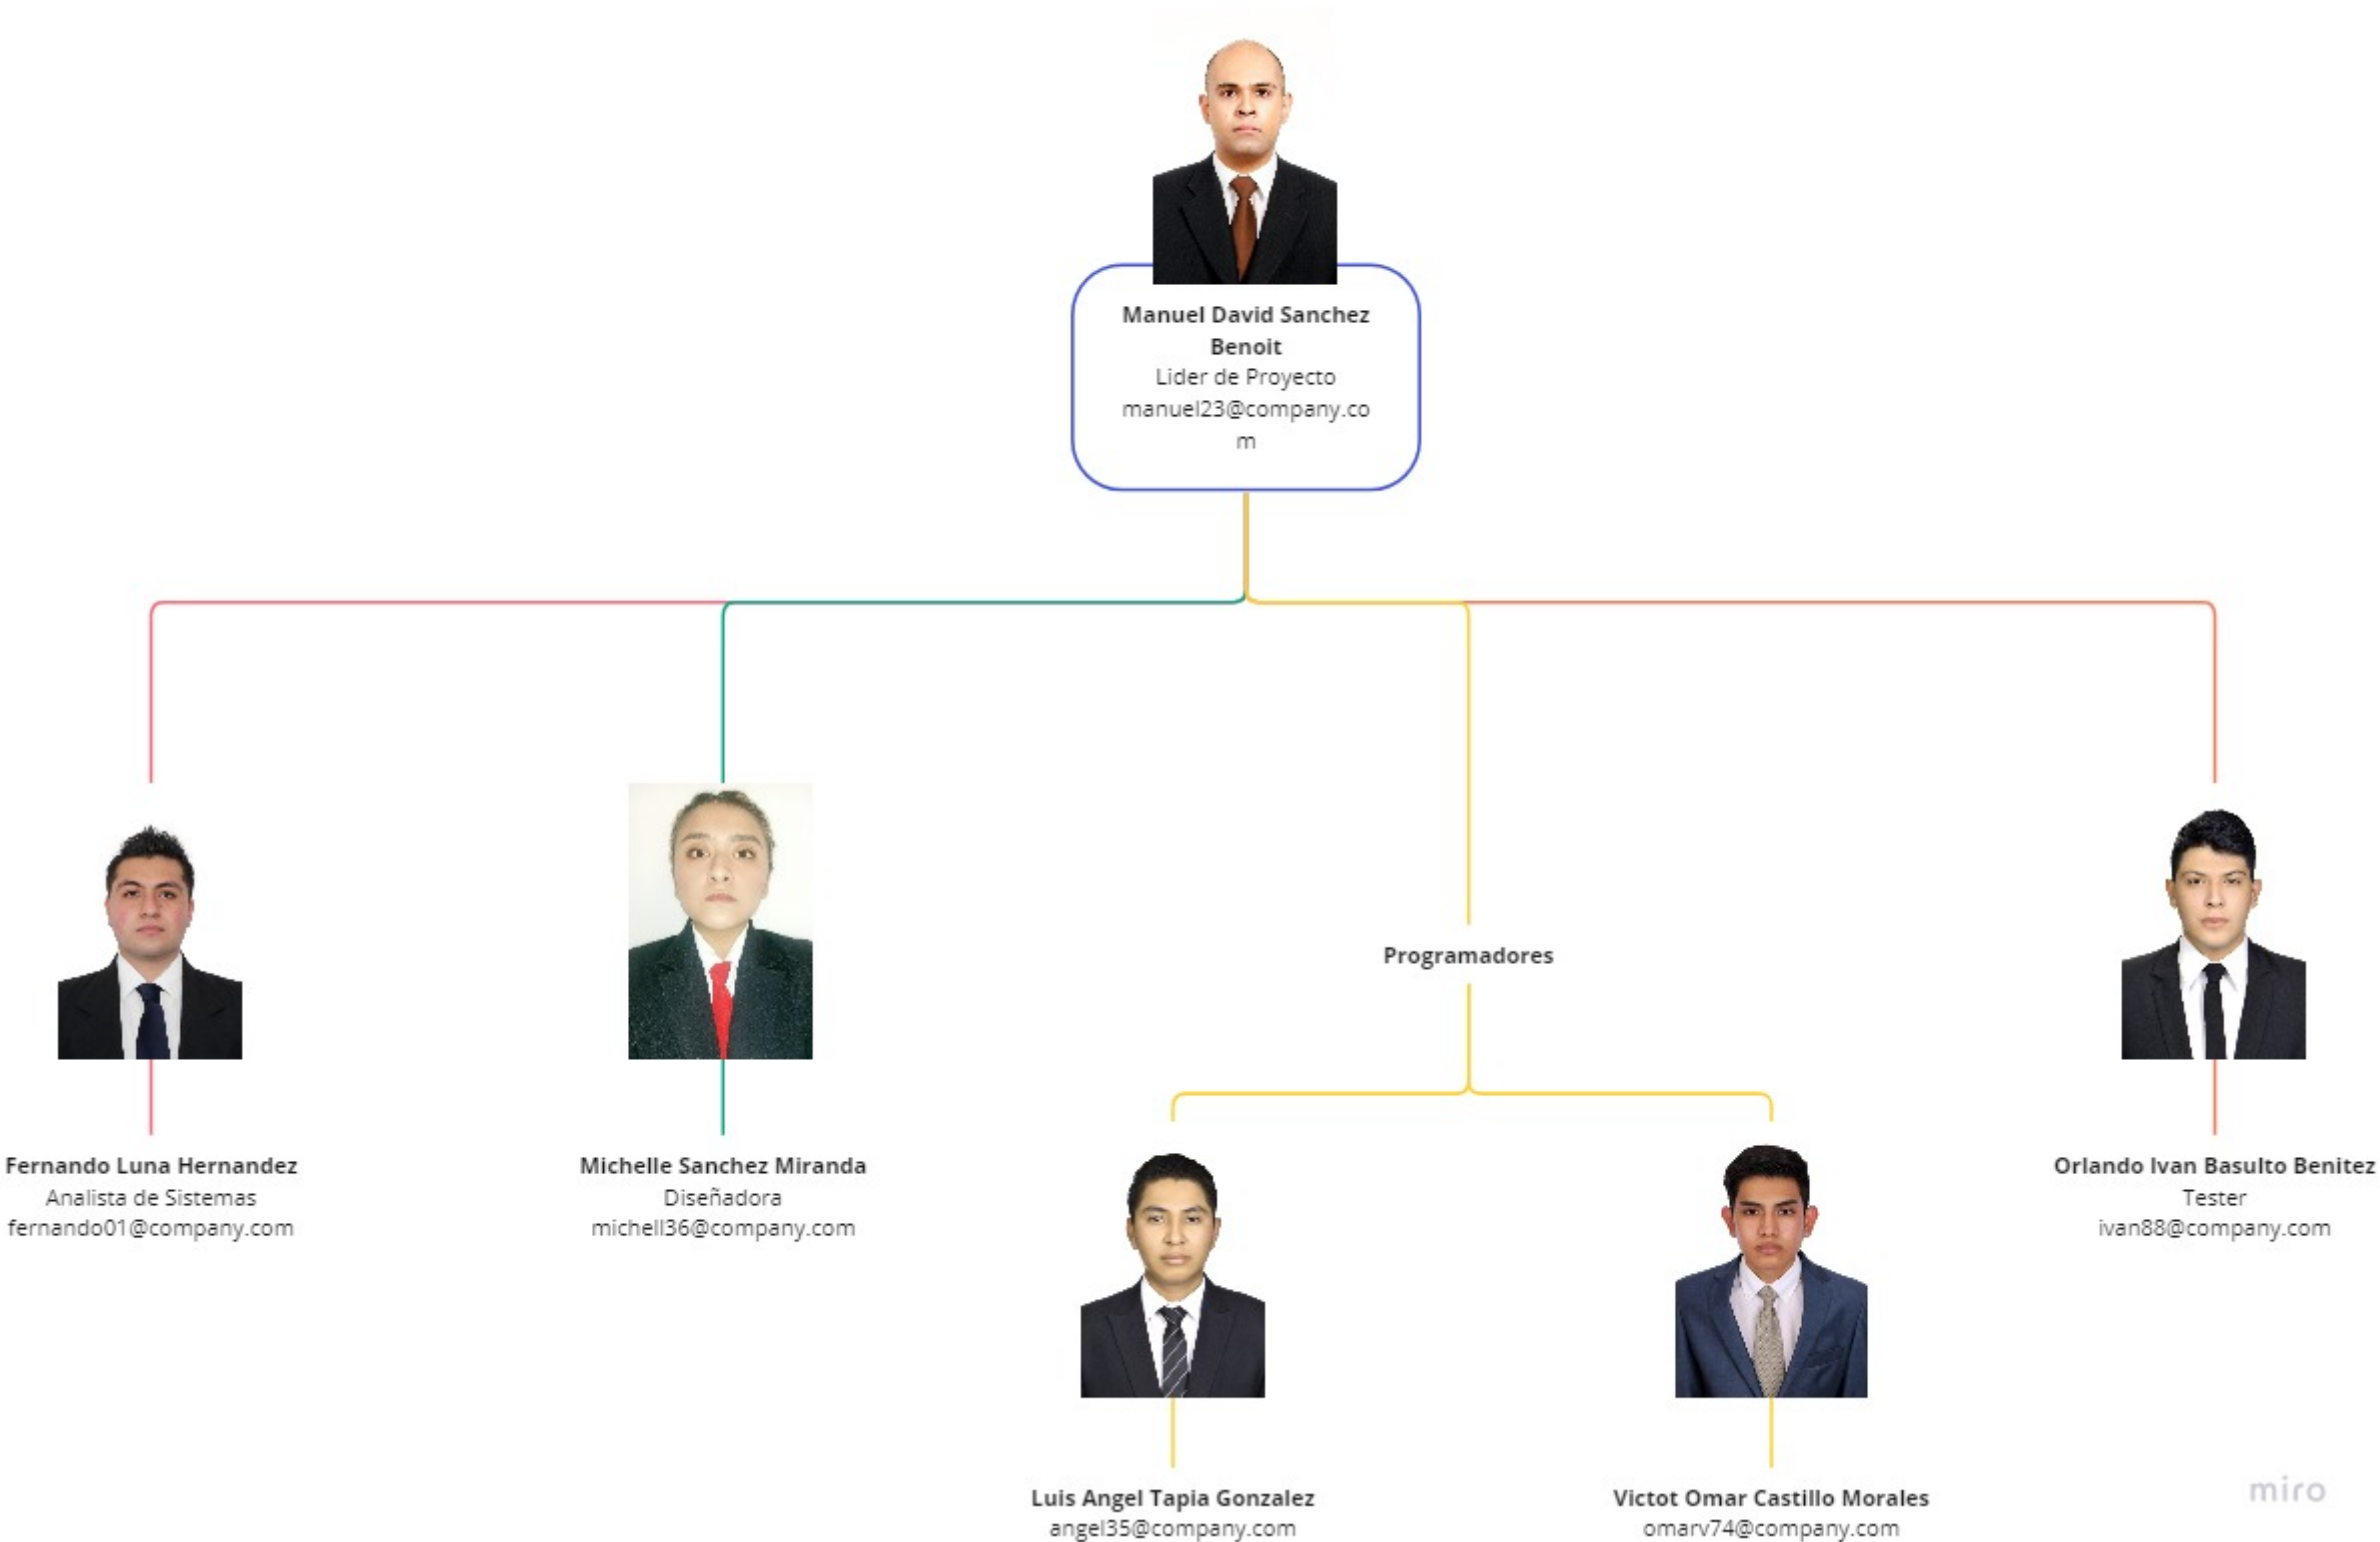 Manuel David Sanchez
Benoit
Lider de Proyecto
manuel23@company.co
m
Programadores
Fernando Luna Hernandez
Analista de Sistemas
fernando01@company.com
Michelle Sanchez Miranda
Diseñadora
michell36@company.com
Orlando Ivan Basulto Benitez
Tester
ivan88@company.com
Luis Angel Tapia Gonzalez
angel35@company.com
Victot Omar Castillo Morales
omarv74@company.com
miro